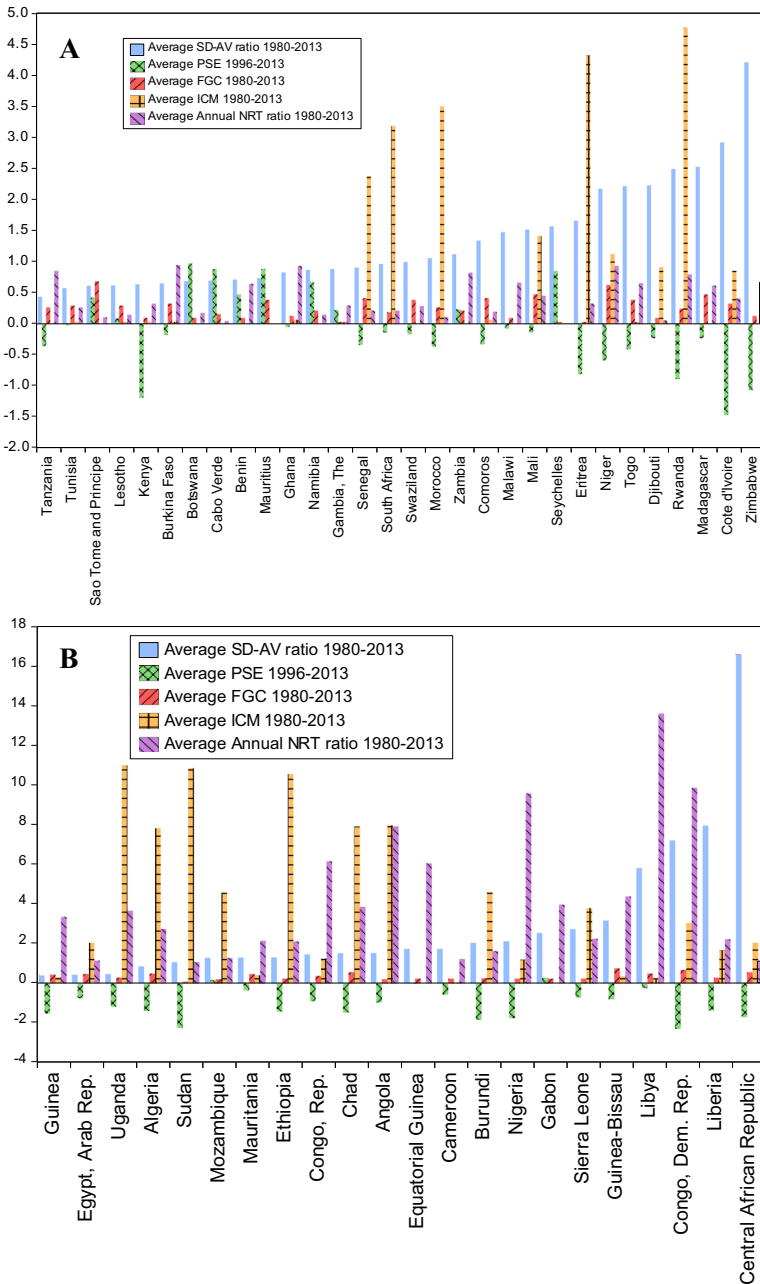 A
Average SD-AV ratio 1980-2013
Average PSE 1996-2013
Average FGC 1980-2013
Average ICM 1980-2013
Average Annual NRT ratio 1980-2013
5.0
4.5
4.0
3.5
3.0
2.5
2.0
1.5
1.0
0.5
0.0
-0.5
-1.0
-1.5
-2.0
Tanzania
Tunisia
Sao Tome and Principe
Lesotho
Kenya
Burkina Faso
Botswana
Cabo Verde
Benin
Mauritius
Ghana
Namibia
Gambia, The
Senegal
South Africa
Swaziland
Morocco
Zambia
Comoros
Malawi
Mali
Seychelles
Eritrea
Niger
Togo
Djibouti
Rwanda
Madagascar
Cote d'Ivoire
Zimbabwe
B
Average SD-AV ratio 1980-2013
Average PSE 1996-2013
Average FGC 1980-2013
Average ICM 1980-2013
Average Annual NRT ratio 1980-2013
18
16
14
12
10
8
6
4
2
0
-2
-4
Guinea
Egypt, Arab Rep.
Uganda
Algeria
Sudan
Mozambique
Mauritania
Ethiopia
Congo, Rep.
Chad
Angola
Equatorial Guinea
Cameroon
Burundi
Nigeria
Gabon
Sierra Leone
Guinea-Bissau
Libya
Congo, Dem. Rep.
Liberia
Central African Republic